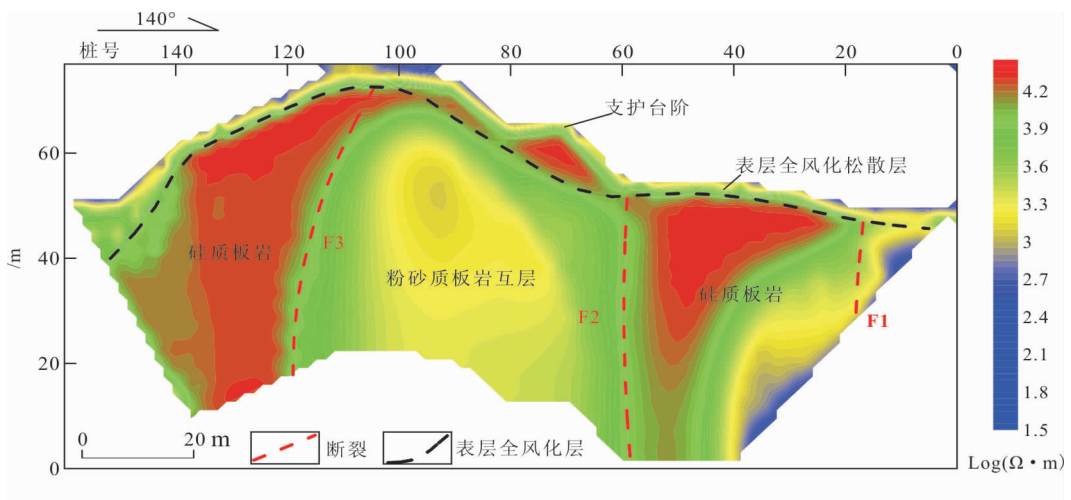 140°
桩号 140 120 100 80 60 40 20 0
支护台阶
表层全风化松散层
60
40
20
0
/m
硅质板岩
F3
粉砂质板岩互层
F2
硅质板岩
F1
0 20 m
断裂
表层全风化层
4.2
3.9
3.6
3.3
3
2.7
2.4
2.1
1.8
1.5
Log(Ω·m)